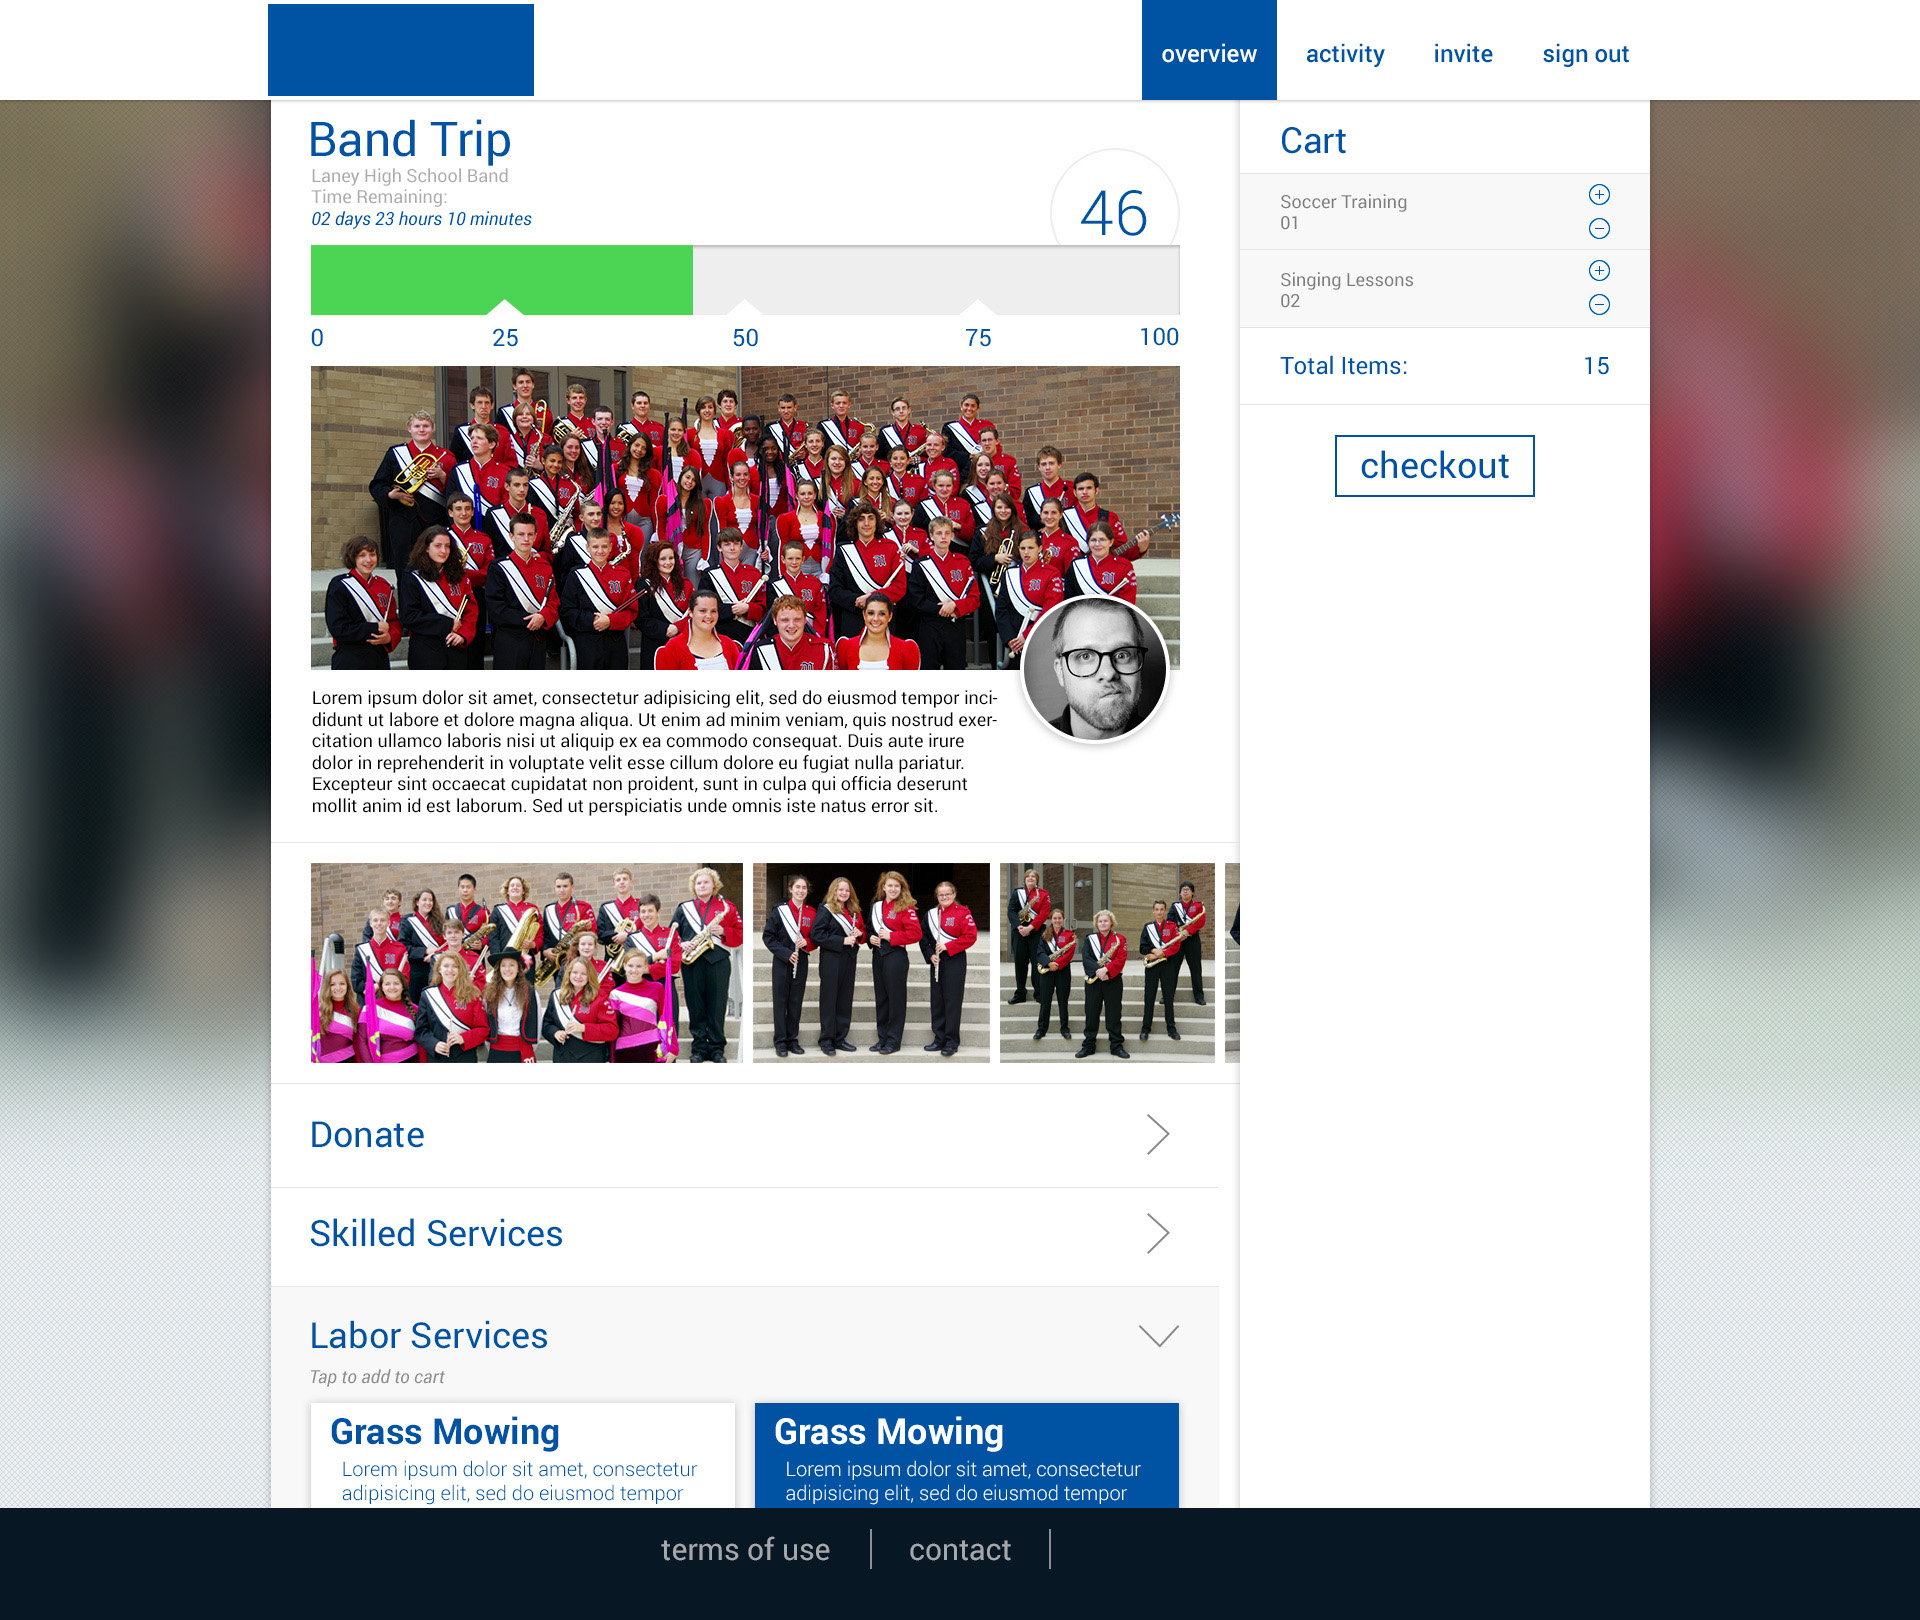 overview
activity
invite
sign out
Band Trip
Laney High School Band
Time Remaining:
02 days 23 hours 10 minutes
46
0
25
50
75
100
Lorem ipsum dolor sit amet, consectetur adipisicing elit, sed do eiusmod tempor inci-
didunt ut labore et dolore magna aliqua. Ut enim ad minim veniam, quis nostrud exer-
citation ullamco laboris nisi ut aliquip ex ea commodo consequat. Duis aute irure
dolor in reprehenderit in voluptate velit esse cillum dolore eu fugiat nulla pariatur.
Excepteur sint occaecat cupidatat non proident, sunt in culpa qui officia deserunt
mollit anim id est laborum. Sed ut perspiciatis unde omnis iste natus error sit.
Donate
Skilled Services
Labor Services
Tap to add to cart
Grass Mowing
Lorem ipsum dolor sit amet, consectetur
adipisicing elit, sed do eiusmod tempor
Grass Mowing
Lorem ipsum dolor sit amet, consectetur
adipisicing elit, sed do eiusmod tempor
Cart
Soccer Training
01
Singing Lessons
02
Total Items: 15
checkout
terms of use
contact